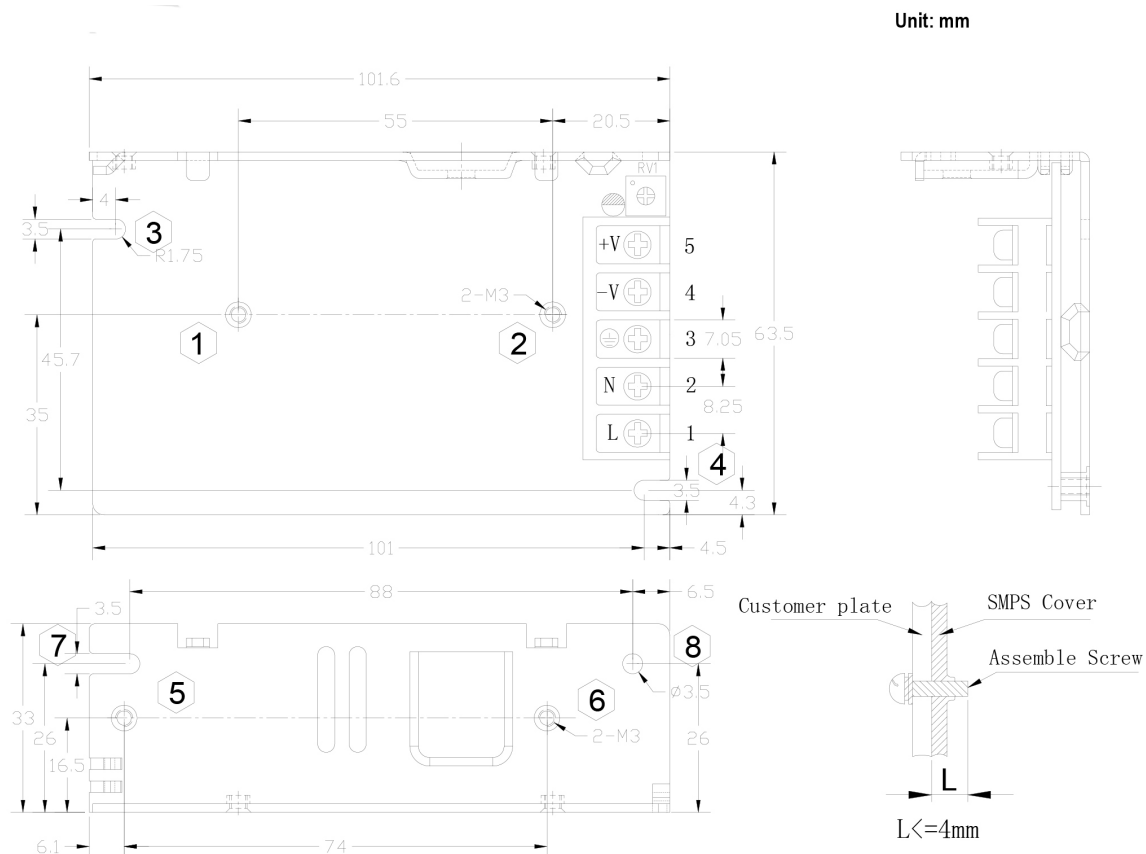 Unit: mm
101.6
55
20.5
RV1
4
3.5
3
R1.75
+V 5
2-M3
-V 4
1
2
3
7.05
63.5
45.7
N 2
8.25
35
L 1
4
3.5
4.3
101
4.5
88
6.5
3.5
7
8
5
6
ø3.5
33
26
16.5
2-M3
26
6.1
74
Customer plate
SMPS Cover
Assemble Screw
L
L<=4mm